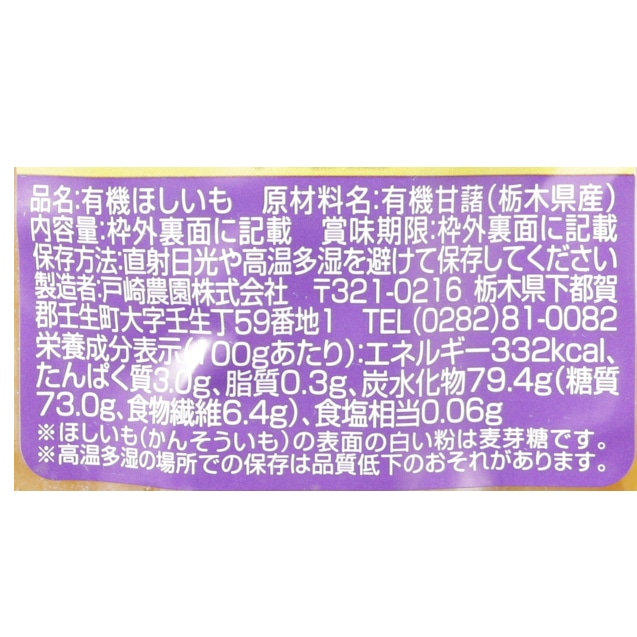 品名:有機ほしいも 原材料名:有機甘藷(栃木県産)
内容量:枠外裏面に記載 賞味期限:枠外裏面に記載
保存方法:直射日光や高温多湿を避けて保存してください
製造者:戸崎農園株式会社 〒321-0216 栃木県下都賀
郡壬生町大字壬生丁59番地1 TEL(0282)81-0082
栄養成分表示(100gあたり):エネルギー332kcal、
たんぱく質3.0g、脂質0.3g、炭水化物79.4g(糖質
73.0g、食物繊維6.4g)、食塩相当0.06g
※ほしいも(かんそういも)の表面の白い粉は麦芽糖です。
※高温多湿の場所での保存は品質低下のおそれがあります。